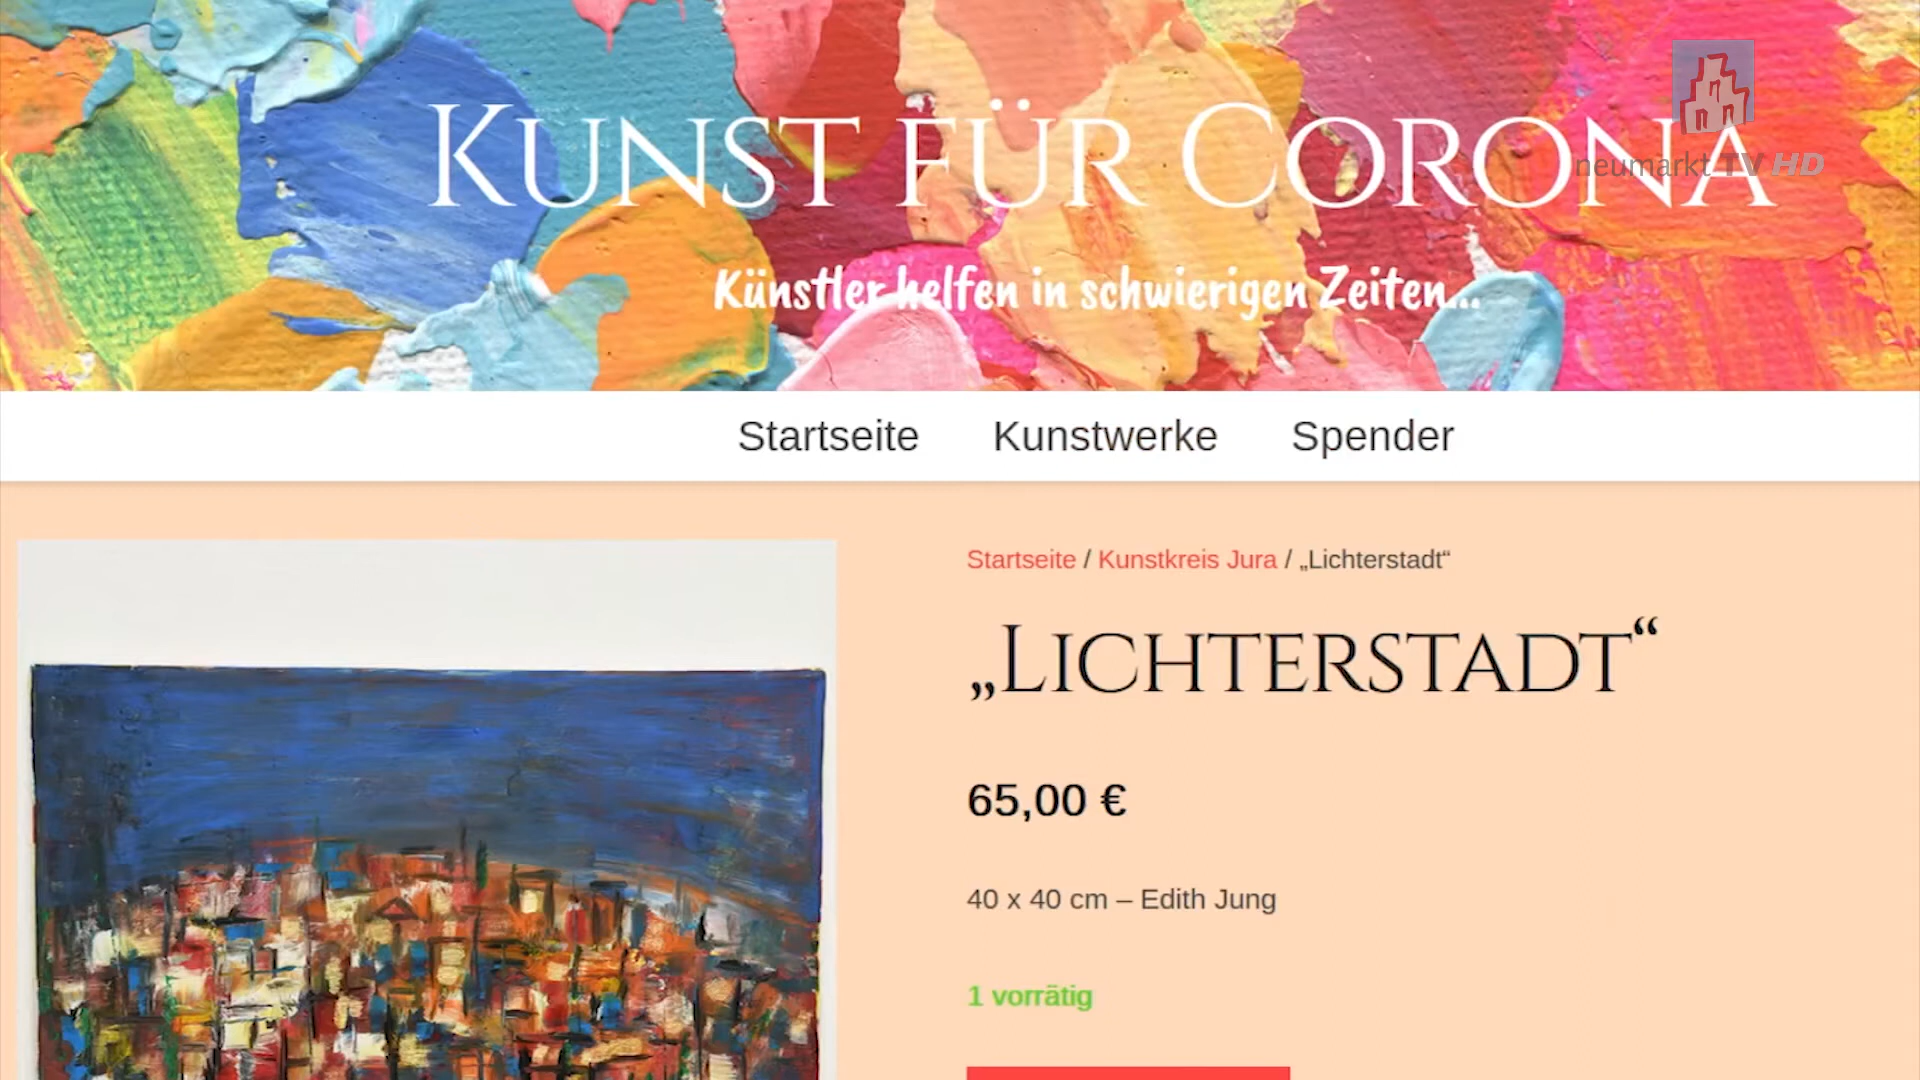 KUNST FÜR CORONA
neumarkt TV HD
Künstler helfen in schwierigen Zeiten...
Startseite Kunstwerke Spender
Startseite / Kunstkreis Jura / „Lichterstadt“
„LICHTERSTADT“
65,00 €
40 x 40 cm – Edith Jung
1 vorrätig